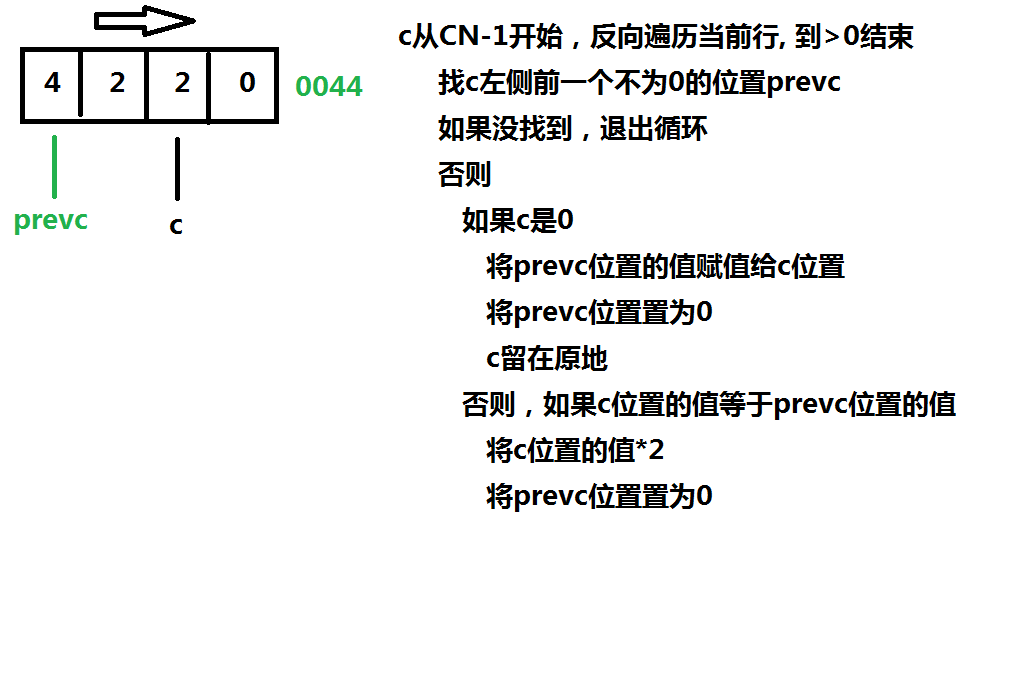 4 2 2 0 0044
prevc c
c从CN-1开始，反向遍历当前行, 到>0结束
找c左侧前一个不为0的位置prevc
如果没找到，退出循环
否则
如果c是0
将prevc位置的值赋值给c位置
将prevc位置置为0
c留在原地
否则，如果c位置的值等于prevc位置的值
将c位置的值*2
将prevc位置置为0